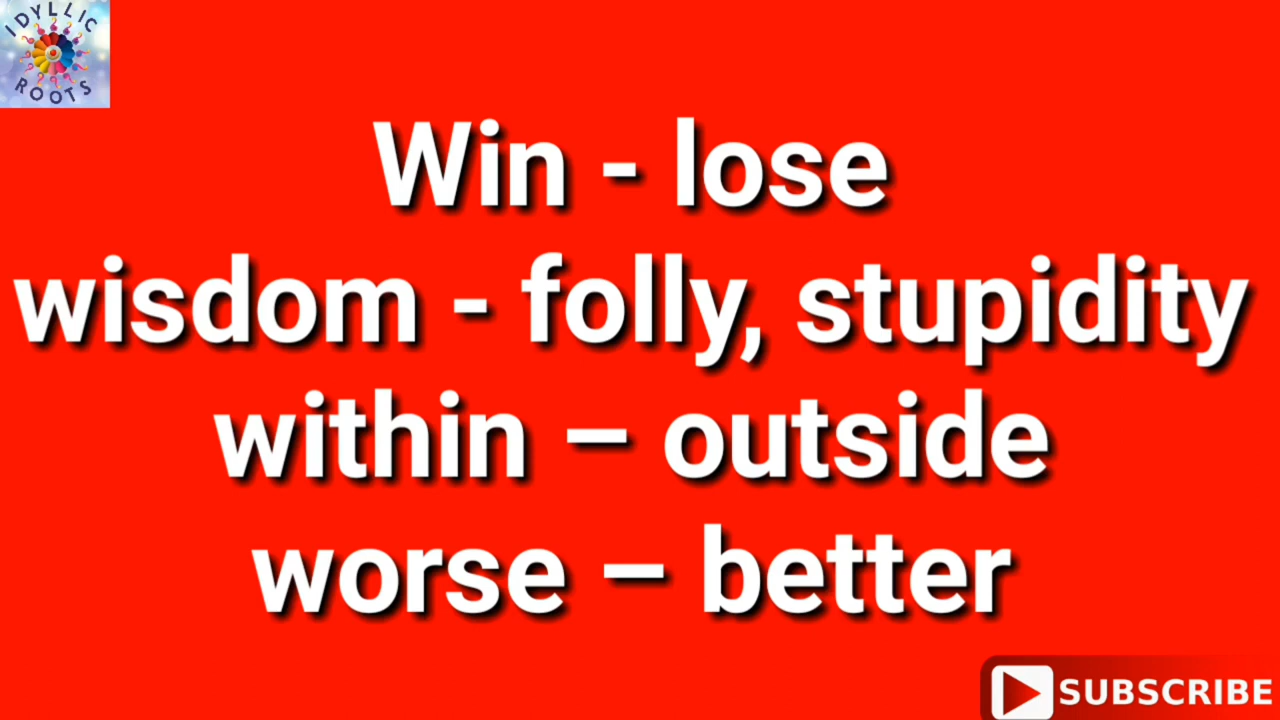 IDYLLIC
ROOTS
Win - lose
wisdom - folly, stupidity
within – outside
worse – better
SUBSCRIBE